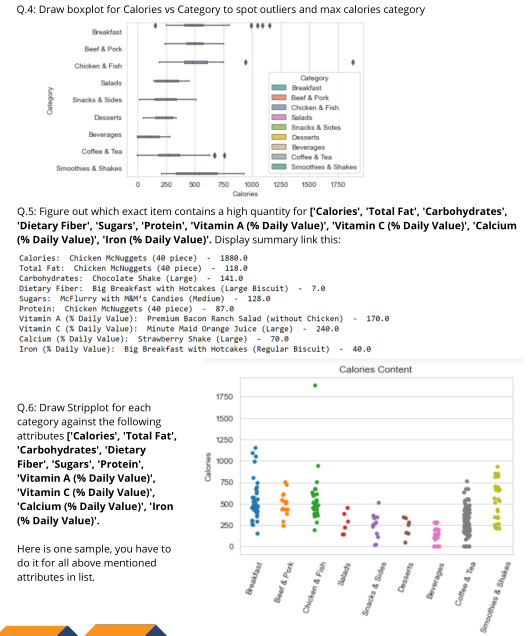 Q.4: Draw boxplot for Calories vs Category to spot outliers and max calories category
Category
Breakfast
Beef & Pork
Chicken & Fish
Salads
Snacks & Sides
Desserts
Beverages
Coffee & Tea
Smoothies & Shakes
Category
Breakfast
Beef & Pork
Chicken & Fish
Salads
Snacks & Sides
Desserts
Beverages
Coffee & Tea
Smoothies & Shakes
0 250 500 750 1000 1250 1500 1750
Calories
Q.5: Figure out which exact item contains a high quantity for ['Calories', 'Total Fat', 'Carbohydrates',
'Dietary Fiber', 'Sugars', 'Protein', 'Vitamin A (% Daily Value)', 'Vitamin C (% Daily Value)', 'Calcium
(% Daily Value)', 'Iron (% Daily Value)'. Display summary link this:
Calories: Chicken McNuggets (40 piece) - 1880.0
Total Fat: Chicken McNuggets (40 piece) - 118.0
Carbohydrates: Chocolate Shake (Large) - 141.0
Dietary Fiber: Big Breakfast with Hotcakes (Large Biscuit) - 7.0
Sugars: McFlurry with M&M's Candies (Medium) - 128.0
Protein: Chicken McNuggets (40 piece) - 87.0
Vitamin A (% Daily Value): Premium Bacon Ranch Salad (without Chicken) - 170.0
Vitamin C (% Daily Value): Minute Maid Orange Juice (Large) - 240.0
Calcium (% Daily Value): Strawberry Shake (Large) - 70.0
Iron (% Daily Value): Big Breakfast with Hotcakes (Regular Biscuit) - 40.0
Q.6: Draw Stripplot for each
category against the following
attributes ['Calories', 'Total Fat',
'Carbohydrates', 'Dietary
Fiber', 'Sugars', 'Protein',
'Vitamin A (% Daily Value)',
'Vitamin C (% Daily Value)',
'Calcium (% Daily Value)', 'Iron
(% Daily Value)'.
Here is one sample, you have to
do it for all above mentioned
attributes in list.
Calories Content
Calories
1750
1500
1250
1000
750
500
250
0
Breakfast
Beef & Pork
Chicken & Fish
Salads
Snacks & Sides
Desserts
Beverages
Coffee & Tea
Smoothies & Shakes